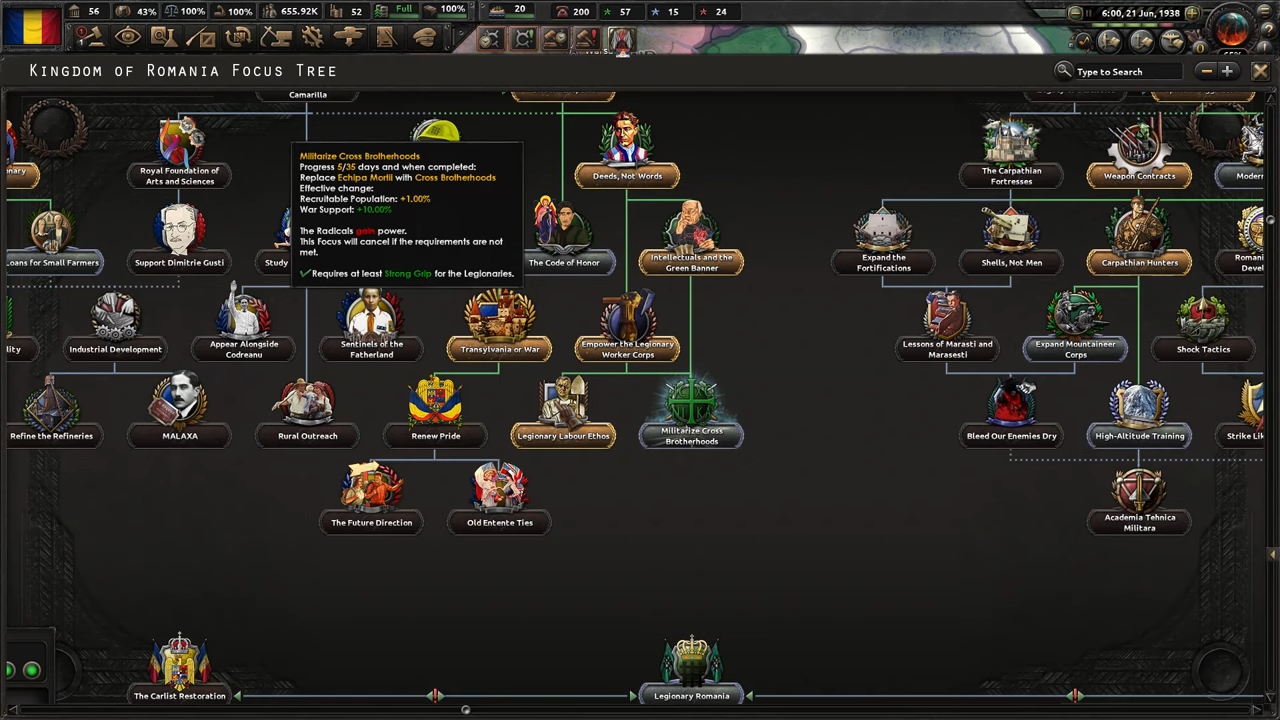 56
43%
100%
100%
655.92K
52
Full
100%
20
200
57
15
24
6:00, 21 Jun, 1938
1
0
Kingdom of Romania Focus Tree
Type to Search
Camarilla
Royal Foundation of
Arts and Sciences
Deeds, Not Words
The Carpathian
Fortresses
Weapon Contracts
Militarize Cross Brotherhoods
Progress 5/35 days and when completed:
Replace Echipa Mortii with Cross Brotherhoods
Effective change:
Recruitable Population: +1.00%
War Support: +10.00%
The Radicals gain power.
This Focus will cancel if the requirements are not
met.
Requires at least Strong Grip for the Legionaries.
Loans for Small Farmers
Support Dimitrie Gusti
Study
The Code of Honor
Intellectuals and the
Green Banner
Expand the
Fortifications
Shells, Not Men
Carpathian Hunters
Industrial Development
Appear Alongside
Codreanu
Sentinels of the
Fatherland
Transylvania or War
Empower the Legionary
Worker Corps
Lessons of Marasti and
Marasesti
Expand Mountaineer
Corps
Shock Tactics
Refine the Refineries
MALAXA
Rural Outreach
Renew Pride
Legionary Labour Ethos
Militarize Cross
Brotherhoods
Bleed Our Enemies Dry
High-Altitude Training
The Future Direction
Old Entente Ties
Academia Tehnica
Militara
The Carlist Restoration
Legionary Romania